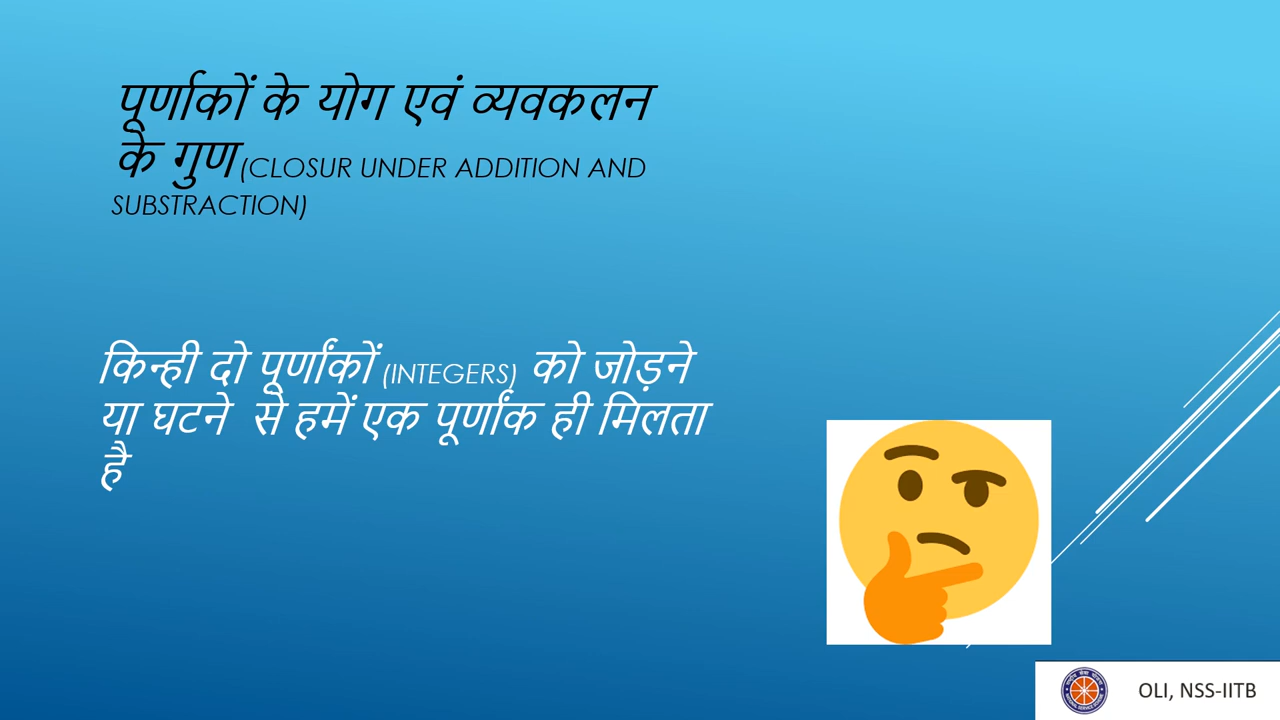 पूर्णाकों के योग एवं व्यवकलन
के गुण(CLOSUR UNDER ADDITION AND
SUBSTRACTION)
किन्ही दो पूर्णांकों (INTEGERS) को जोड़ने
या घटने से हमें एक पूर्णांक ही मिलता
है
OLI, NSS-IITB